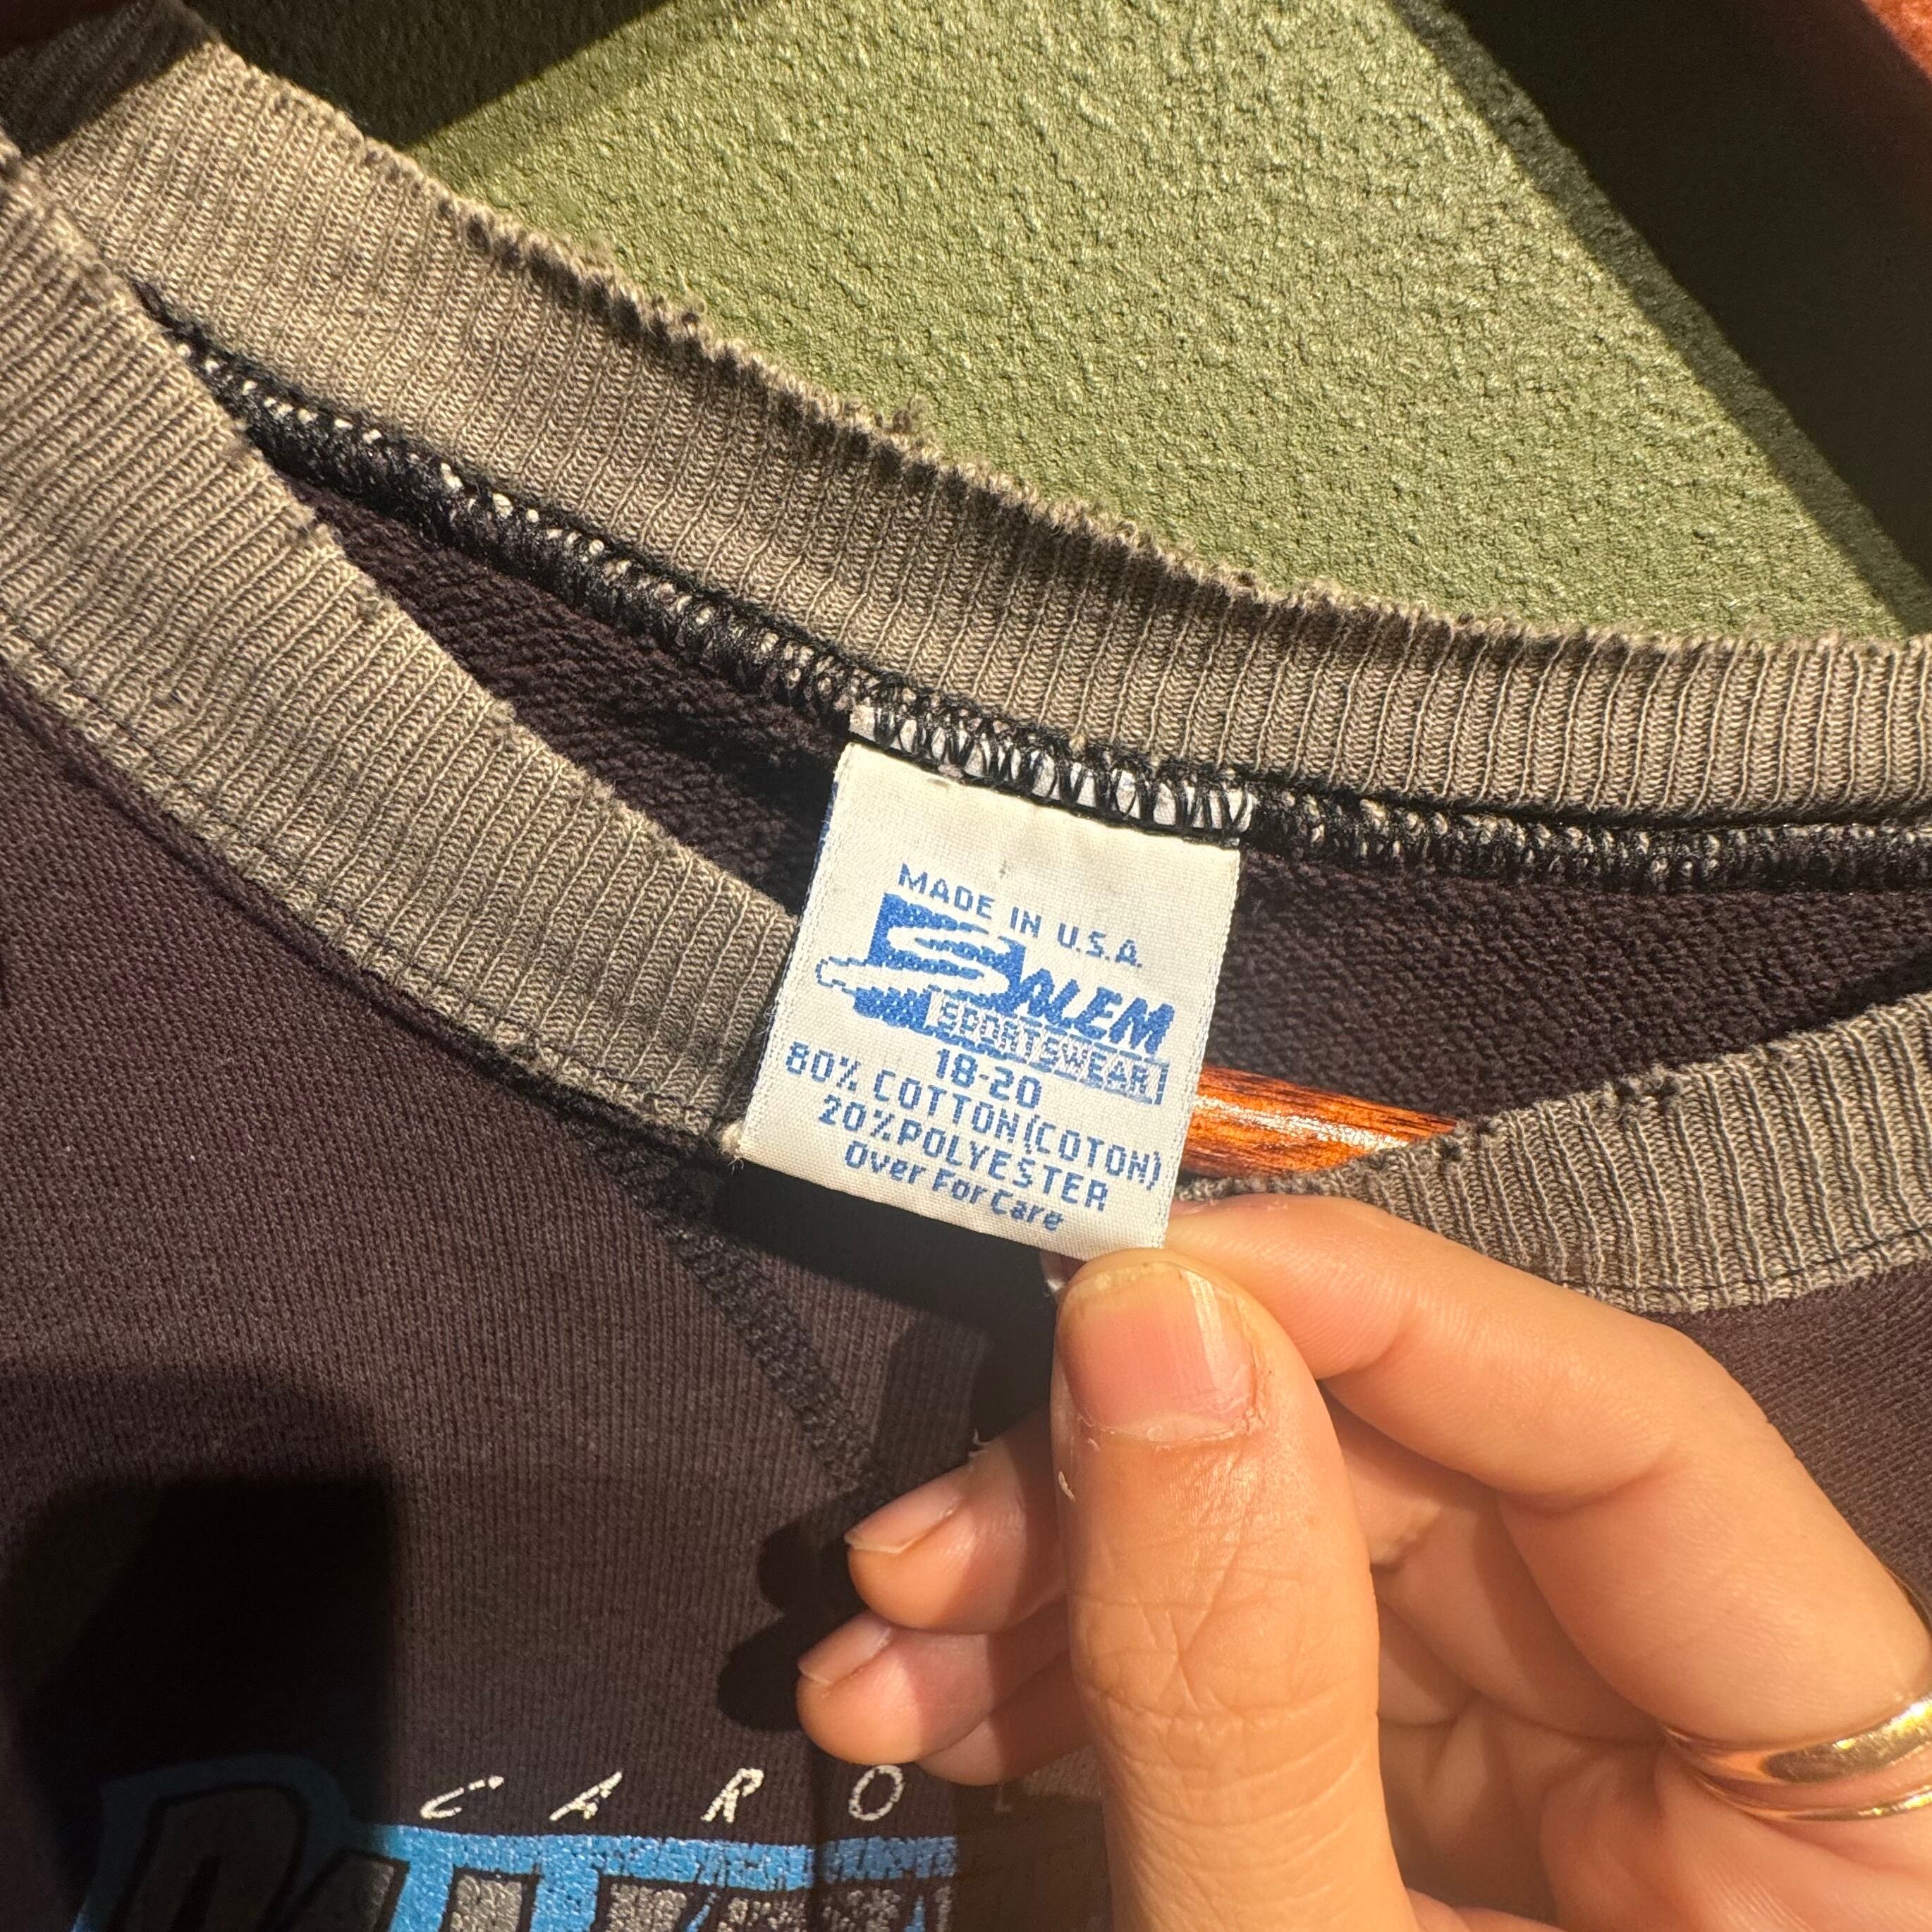 MADE IN U.S.A.
SALEM
SPORTSWEAR
18-20
80% COTTON(COTON)
20%POLYESTER
Over For Care
CARO